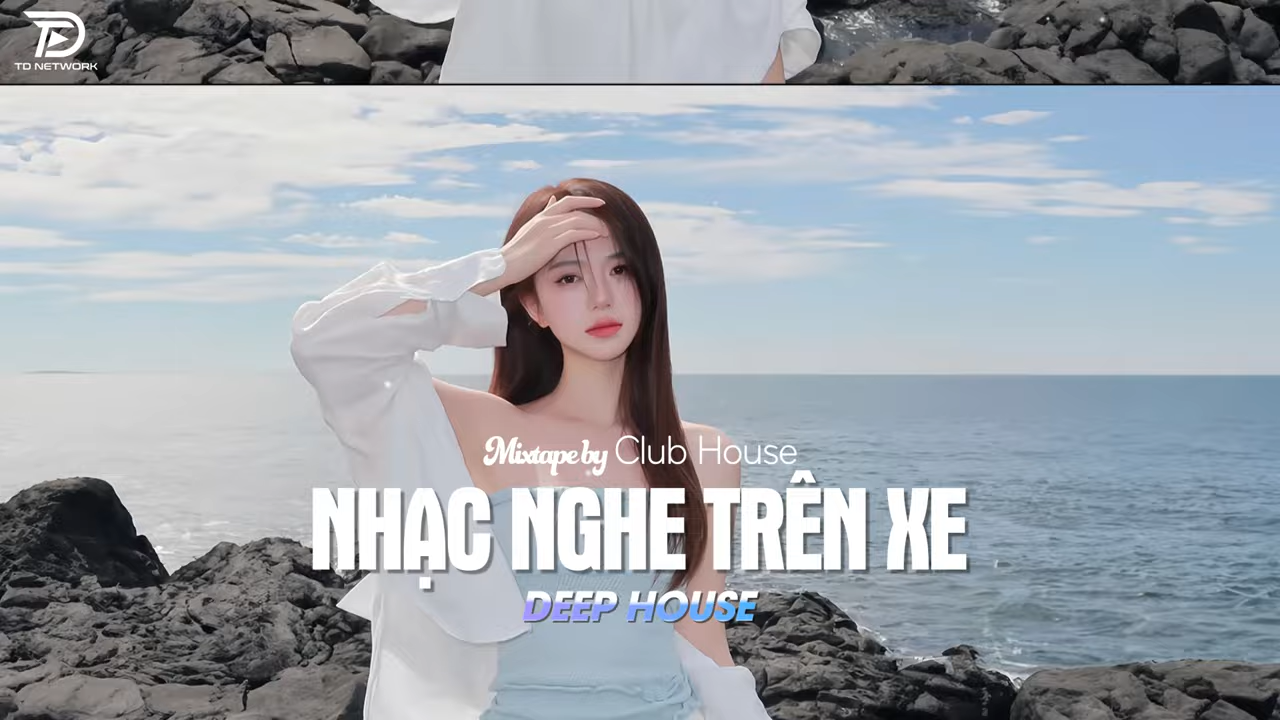 TD NETWORK
Mixtape by Club House
NHẠC NGHE TRÊN XE
DEEP HOUSE